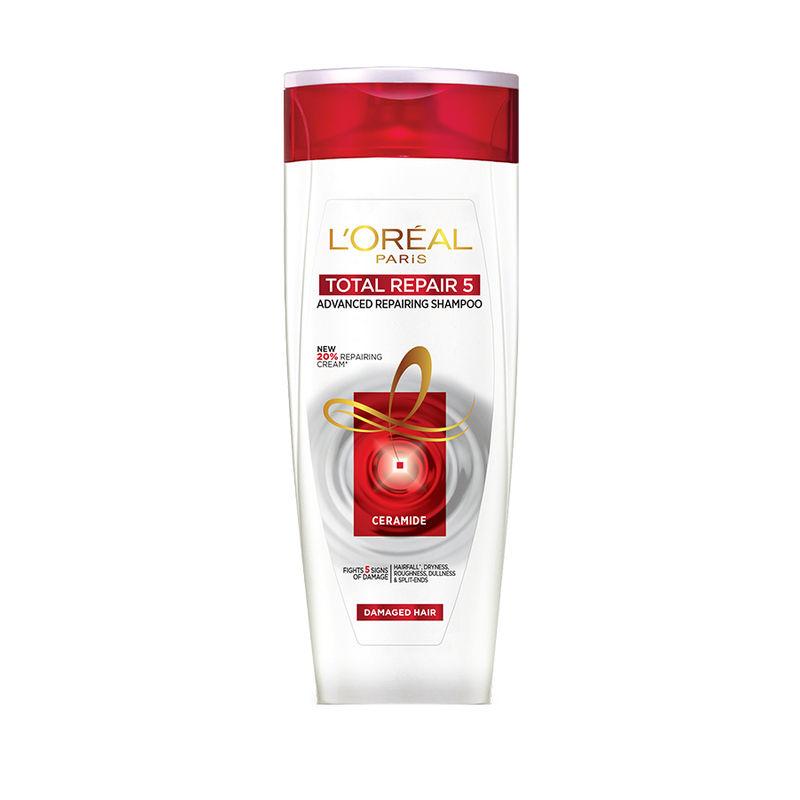 L'ORÉAL
PARiS
TOTAL REPAIR 5
ADVANCED REPAIRING SHAMPOO
NEW
20% REPAIRING
CREAM*
CERAMIDE
FIGHTS 5 SIGNS
OF DAMAGE
HAIRFALL*, DRYNESS,
ROUGHNESS, DULLNESS
& SPLIT-ENDS
DAMAGED HAIR